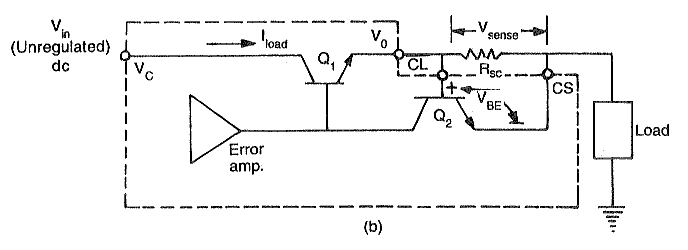 V_in
(Unregulated)
dc
V_C
I_load
Q_1
V_0
CL
V_sense
R_sc
CS
+
V_BE
–
Q_2
Error
amp.
Load
(b)